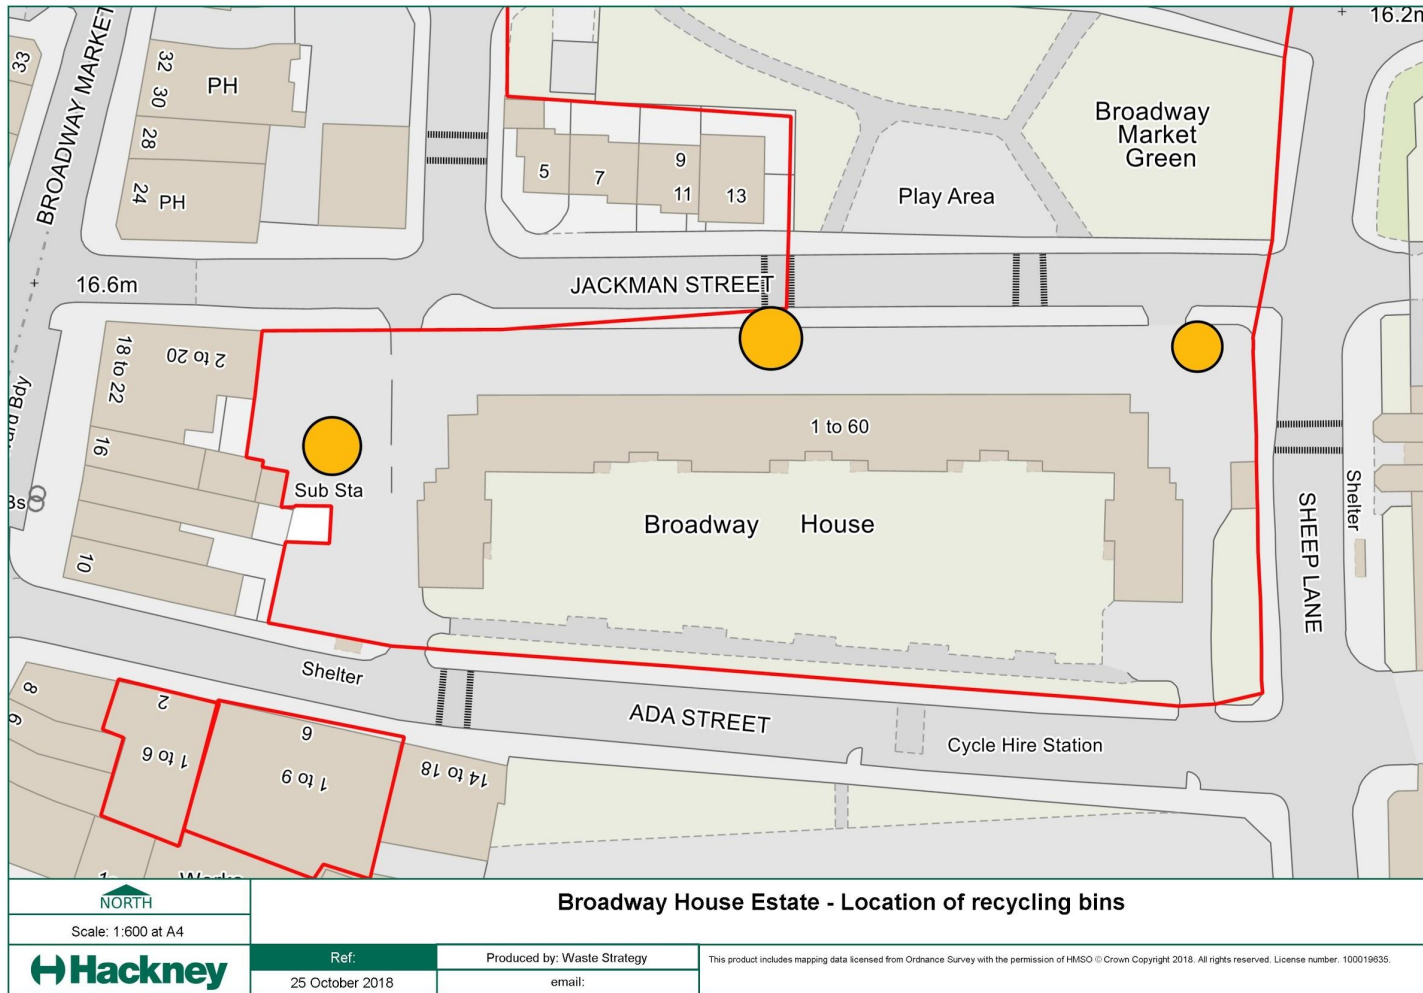 16.2m
33
BROADWAY MARKET
32
30
PH
28
24
PH
5
7
9
11
13
Broadway
Market
Green
Play Area
16.6m
JACKMAN STREET
18 to 22
2 to 20
16
10
Sub Sta
1 to 60
Broadway House
SHEEP LANE
Shelter
Bdy
Shelter
ADA STREET
Cycle Hire Station
8
2
1 to 6
6
1 to 9
14 to 18
NORTH
Scale: 1:600 at A4
Hackney
Broadway House Estate - Location of recycling bins
Ref:
25 October 2018
Produced by: Waste Strategy
email:
This product includes mapping data licensed from Ordnance Survey with the permission of HMSO © Crown Copyright 2018. All rights reserved. License number. 100019635.